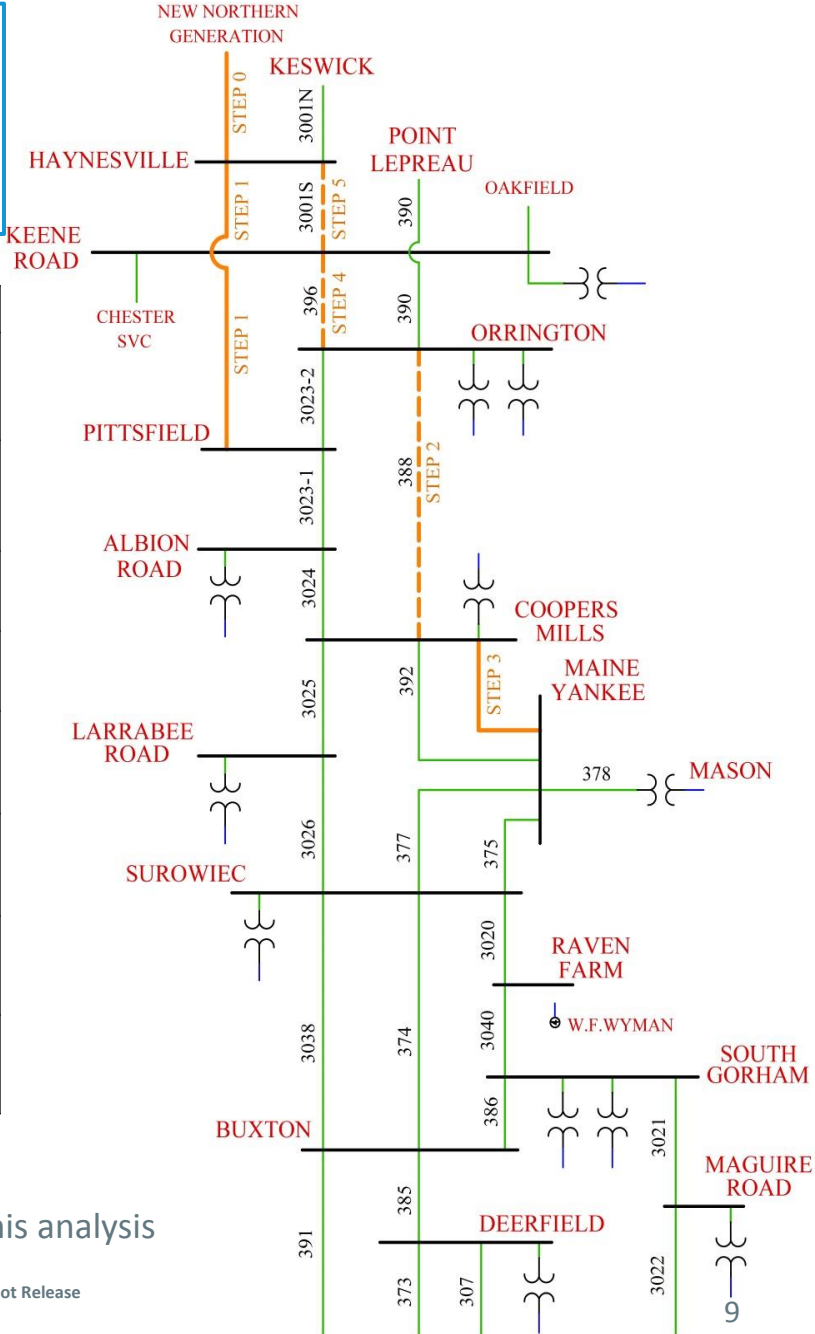 NEW NORTHERN
GENERATION
KESWICK
STEP 0
3001N
POINT
LEPREAU
HAYNESVILLE
OAKFIELD
STEP 1
3001S
STEP 5
390
KEENE
ROAD
CHESTER
SVC
STEP 1
396
STEP 4
390
ORRINGTON
3023-2
PITTSFIELD
388
STEP 2
3023-1
ALBION
ROAD
3024
COOPERS
MILLS
3025
392
STEP 3
MAINE
YANKEE
LARRABEE
ROAD
378
MASON
3026
377
375
SUROWIEC
3020
RAVEN
FARM
W.F.WYMAN
3038
374
3040
SOUTH
GORHAM
386
3021
BUXTON
MAGUIRE
ROAD
385
DEERFIELD
391
373
307
3022
his analysis
ot Release
9